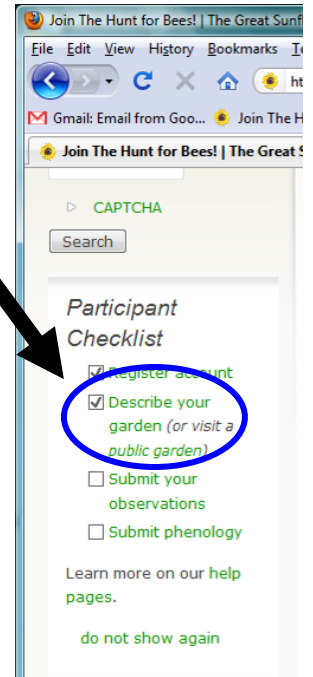 Join The Hunt for Bees! | The Great Sunf
File Edit View History Bookmarks
ht
Gmail: Email from Goo... Join The H
Join The Hunt for Bees! | The Great S
CAPTCHA
Search
Participant
Checklist
Register account
Describe your
garden (or visit a
public garden)
Submit your
observations
Submit phenology
Learn more on our help
pages.
do not show again